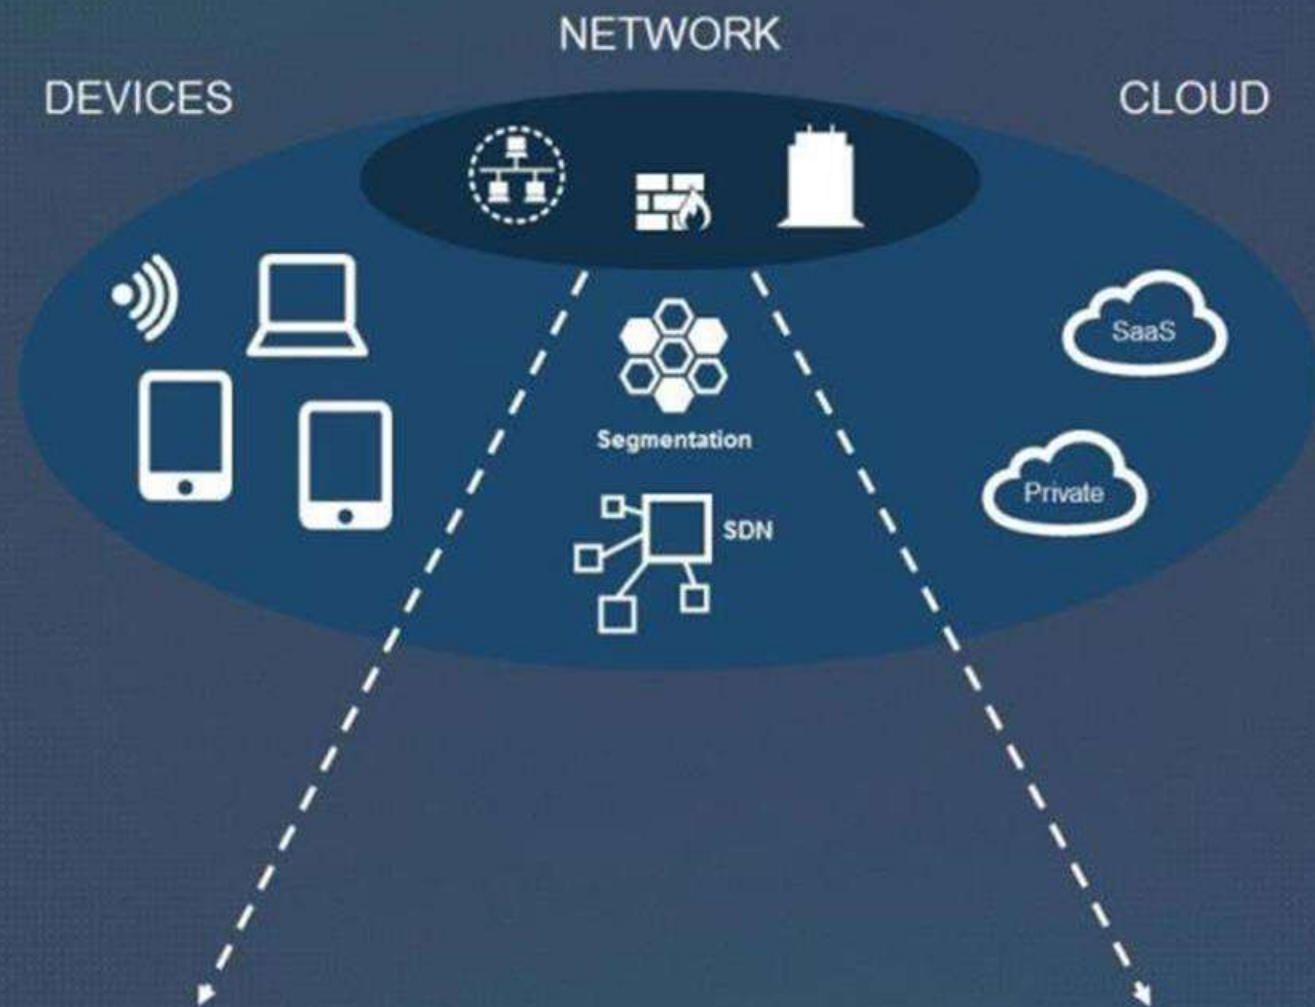 NETWORK
DEVICES
CLOUD
SaaS
Segmentation
Private
SDN